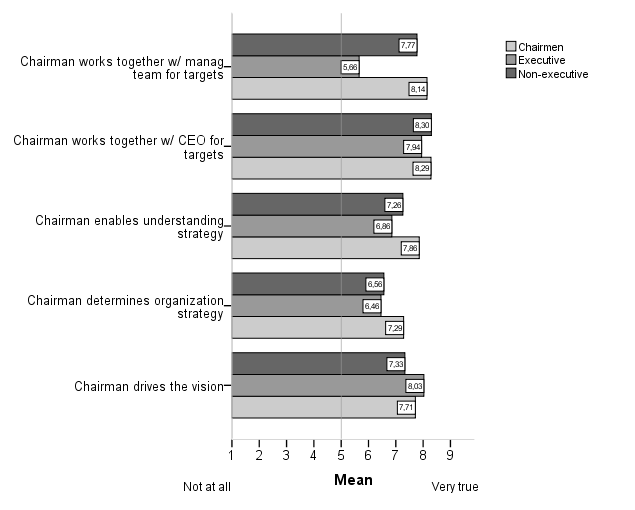 Chairmen
Executive
Non-executive
Chairman works together w/ manag
team for targets
7,77
5,66
8,14
Chairman works together w/ CEO for
targets
8,30
7,94
8,29
Chairman enables understanding
strategy
7,26
6,86
7,86
Chairman determines organization
strategy
6,56
6,46
7,29
Chairman drives the vision
7,33
8,03
7,71
1 2 3 4 5 6 7 8 9
Not at all Mean Very true